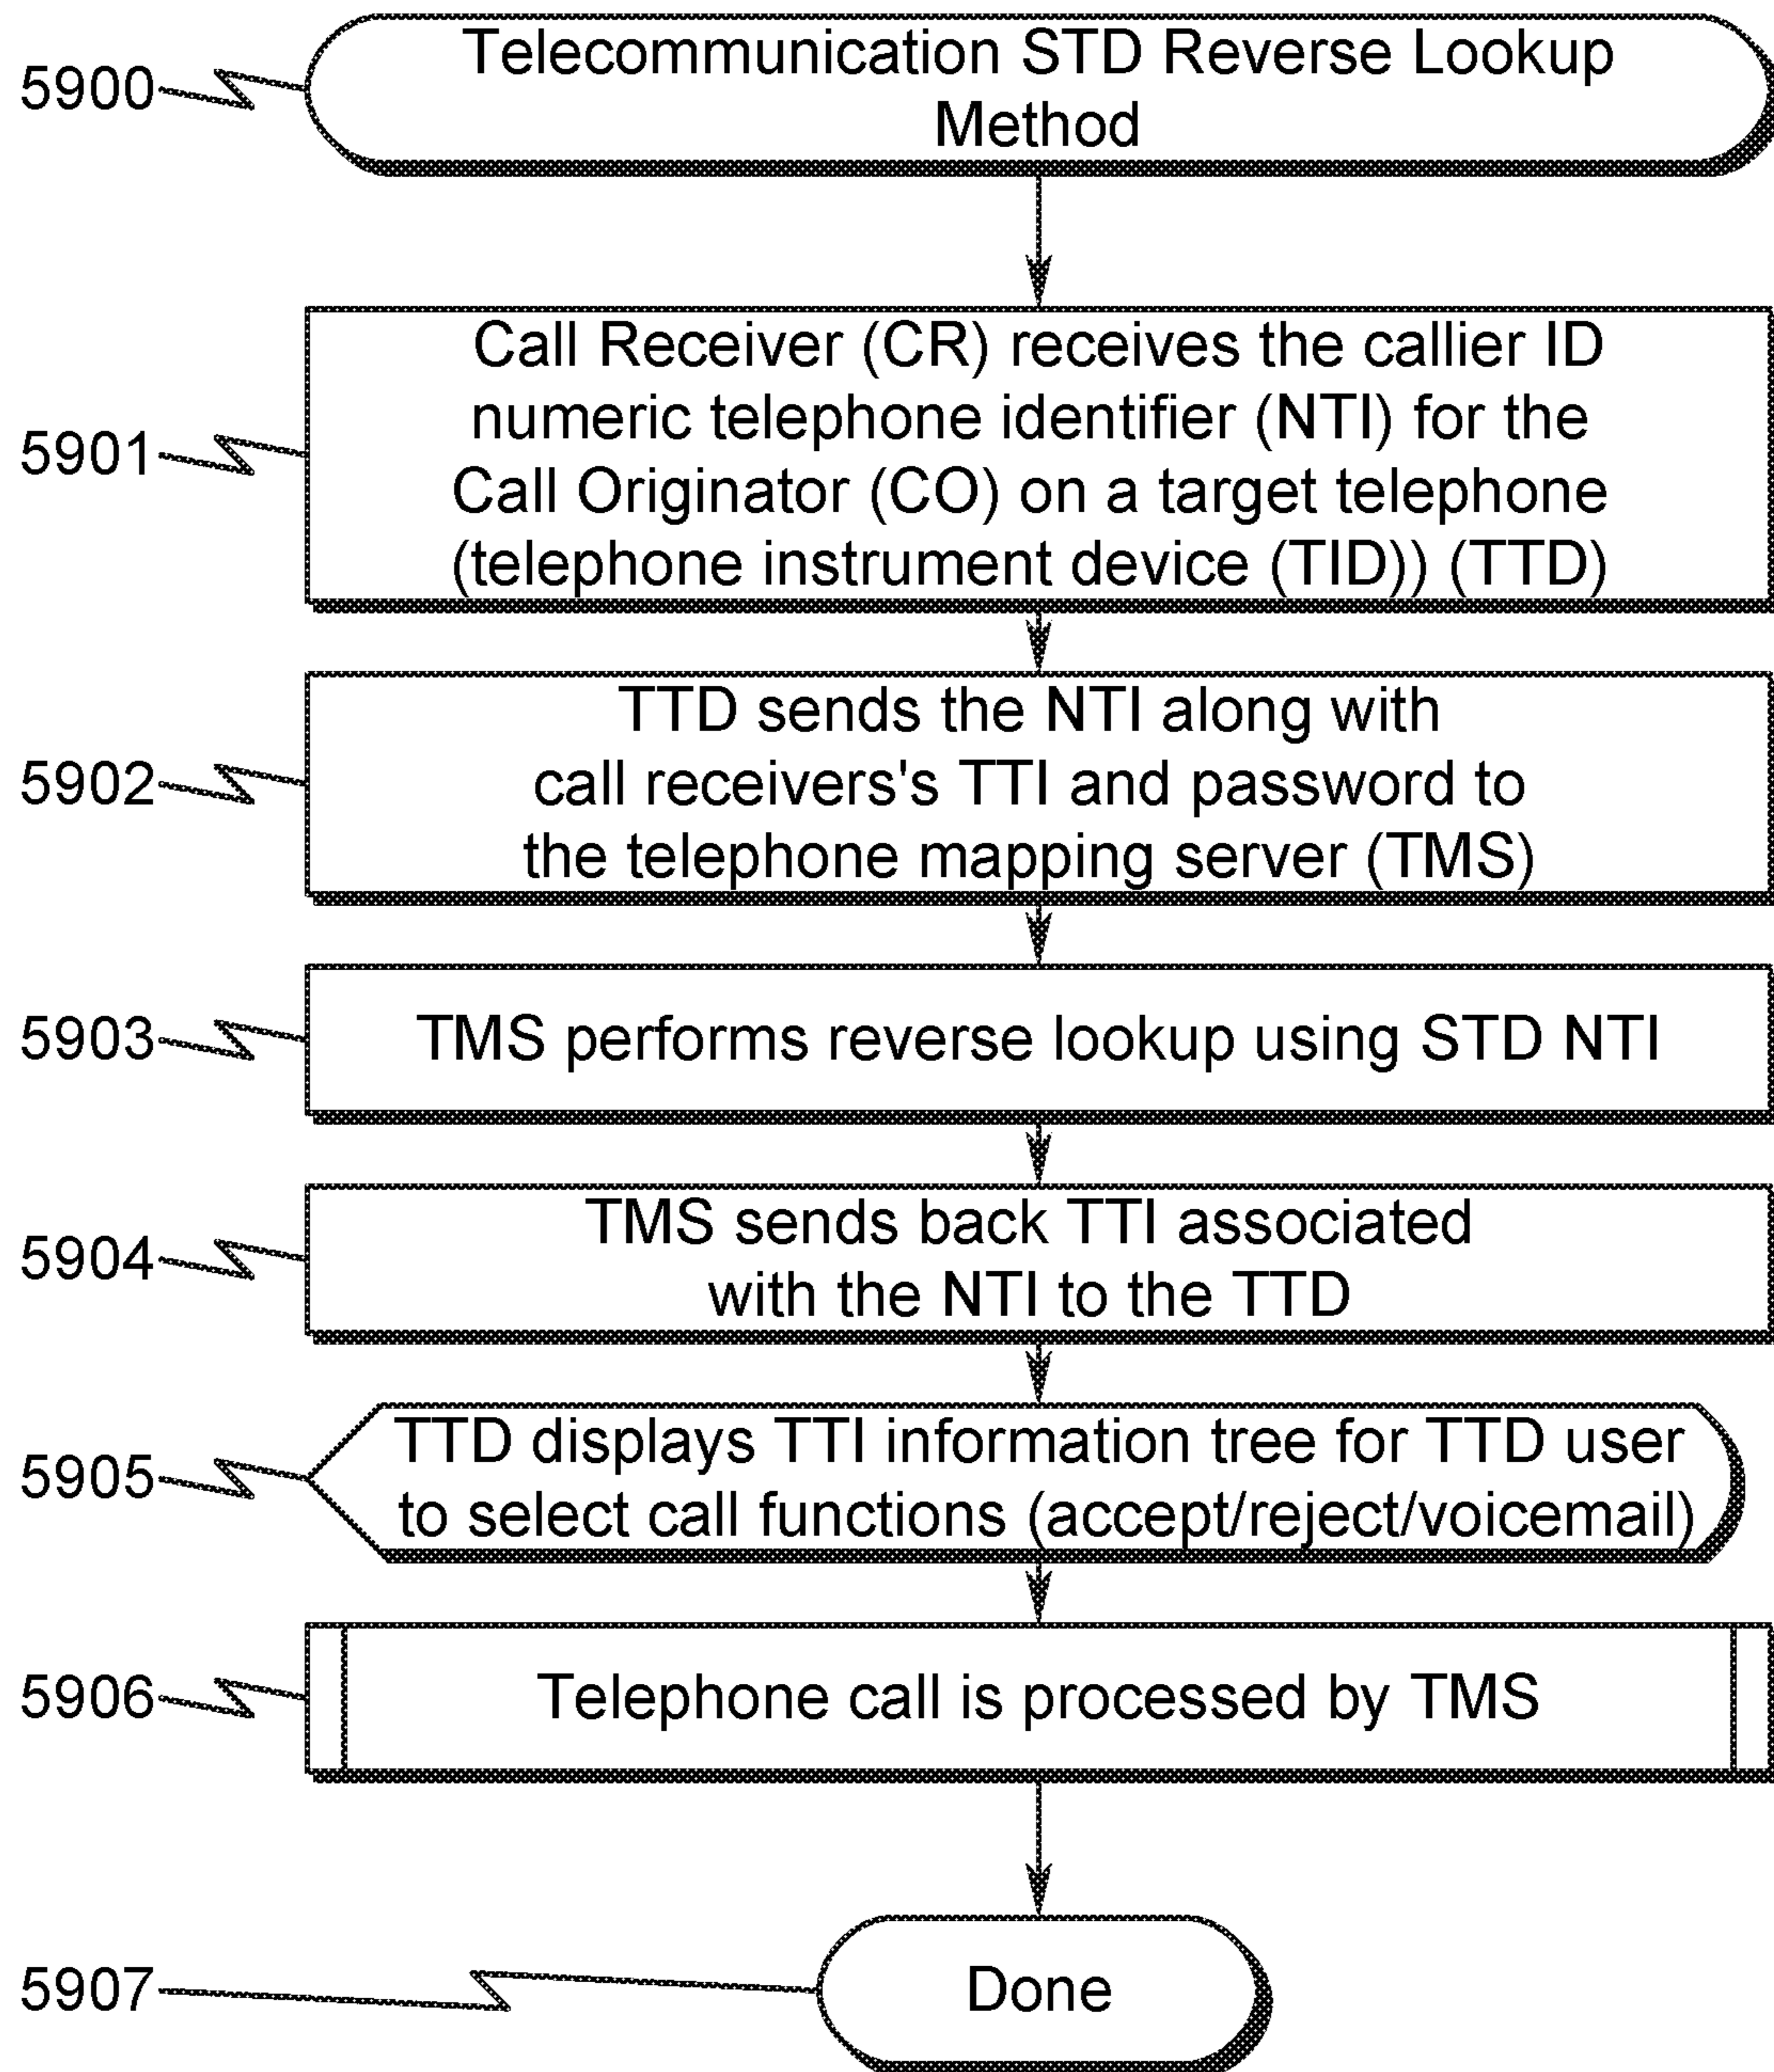 5900
Telecommunication STD Reverse Lookup
Method
5901
Call Receiver (CR) receives the callier ID
numeric telephone identifier (NTI) for the
Call Originator (CO) on a target telephone
(telephone instrument device (TID)) (TTD)
5902
TTD sends the NTI along with
call receivers's TTI and password to
the telephone mapping server (TMS)
5903
TMS performs reverse lookup using STD NTI
5904
TMS sends back TTI associated
with the NTI to the TTD
5905
TTD displays TTI information tree for TTD user
to select call functions (accept/reject/voicemail)
5906
Telephone call is processed by TMS
5907
Done